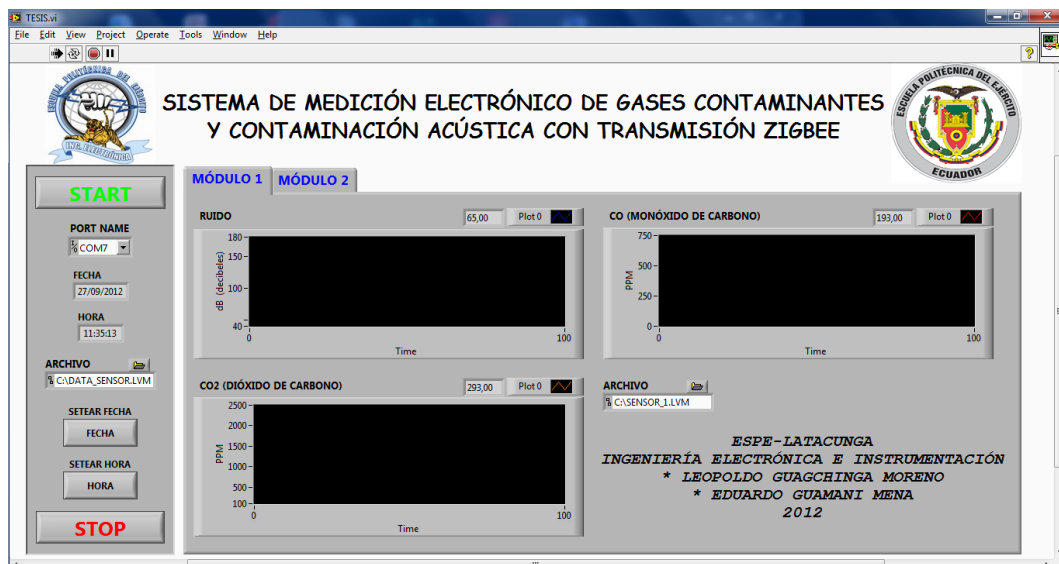 TESIS.vi
File Edit View Project Operate Tools Window Help
ESCUELA POLITÉCNICA DEL EJÉRCITO
ING. ELECTRÓNICA
SISTEMA DE MEDICIÓN ELECTRÓNICO DE GASES CONTAMINANTES
Y CONTAMINACIÓN ACÚSTICA CON TRANSMISIÓN ZIGBEE
ESCUELA POLITÉCNICA DEL EJÉRCITO
ECUADOR
START
PORT NAME
COM7
FECHA
27/09/2012
HORA
11:35:13
ARCHIVO
C:\DATA_SENSOR.LVM
SETEAR FECHA
FECHA
SETEAR HORA
HORA
STOP
MÓDULO 1 MÓDULO 2
RUIDO 65,00 Plot 0
dB (decibeles)
180
150
100
40
0 100
Time
CO (MONÓXIDO DE CARBONO) 193,00 Plot 0
PPM
750
500
250
0
0 100
Time
CO2 (DIÓXIDO DE CARBONO) 293,00 Plot 0
PPM
2500
2000
1500
1000
500
100
0 100
Time
ARCHIVO
C:\SENSOR_1.LVM
ESPE-LATACUNGA
INGENIERÍA ELECTRÓNICA E INSTRUMENTACIÓN
* LEOPOLDO GUAGCHINGA MORENO
* EDUARDO GUAMANI MENA
2012